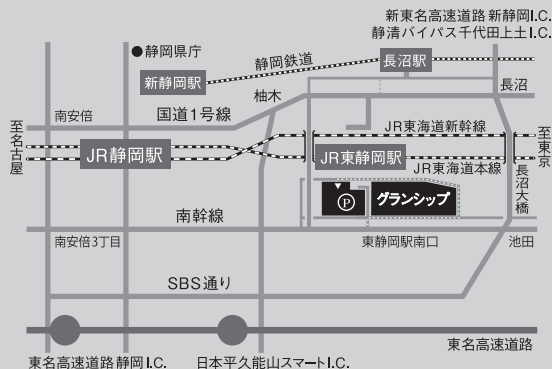 新東名高速道路 新静岡I.C.
静清バイパス千代田上土I.C.
●静岡県庁
静岡鉄道
長沼駅
新静岡駅
柚木
長沼
南安倍
国道1号線
JR東海道新幹線
至名古屋
JR静岡駅
JR東静岡駅
至東京
JR東海道本線
長沼大橋
P
グランシップ
南幹線
南安倍3丁目
東静岡駅南口
池田
SBS通り
東名高速道路
東名高速道路 静岡I.C.
日本平久能山スマートI.C.